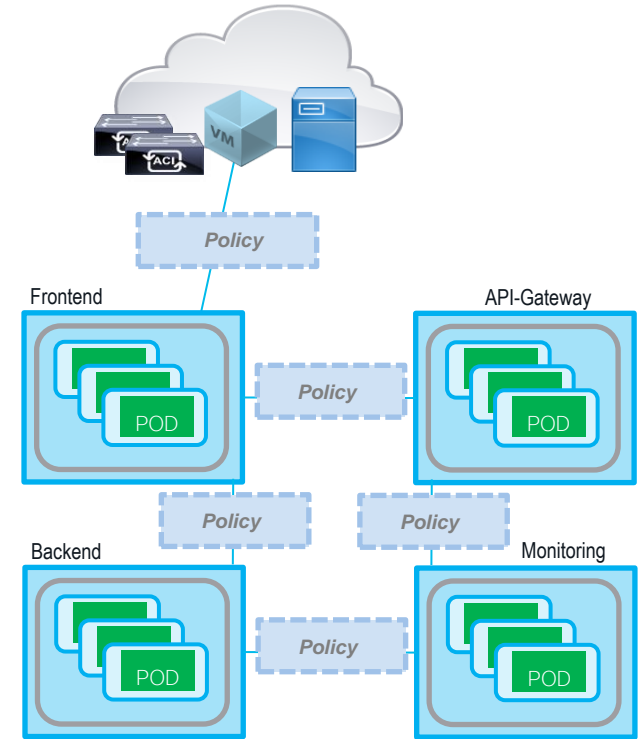 VM
ACI
Policy
Frontend
API-Gateway
POD
Policy
POD
Policy
Policy
Backend
Monitoring
POD
Policy
POD